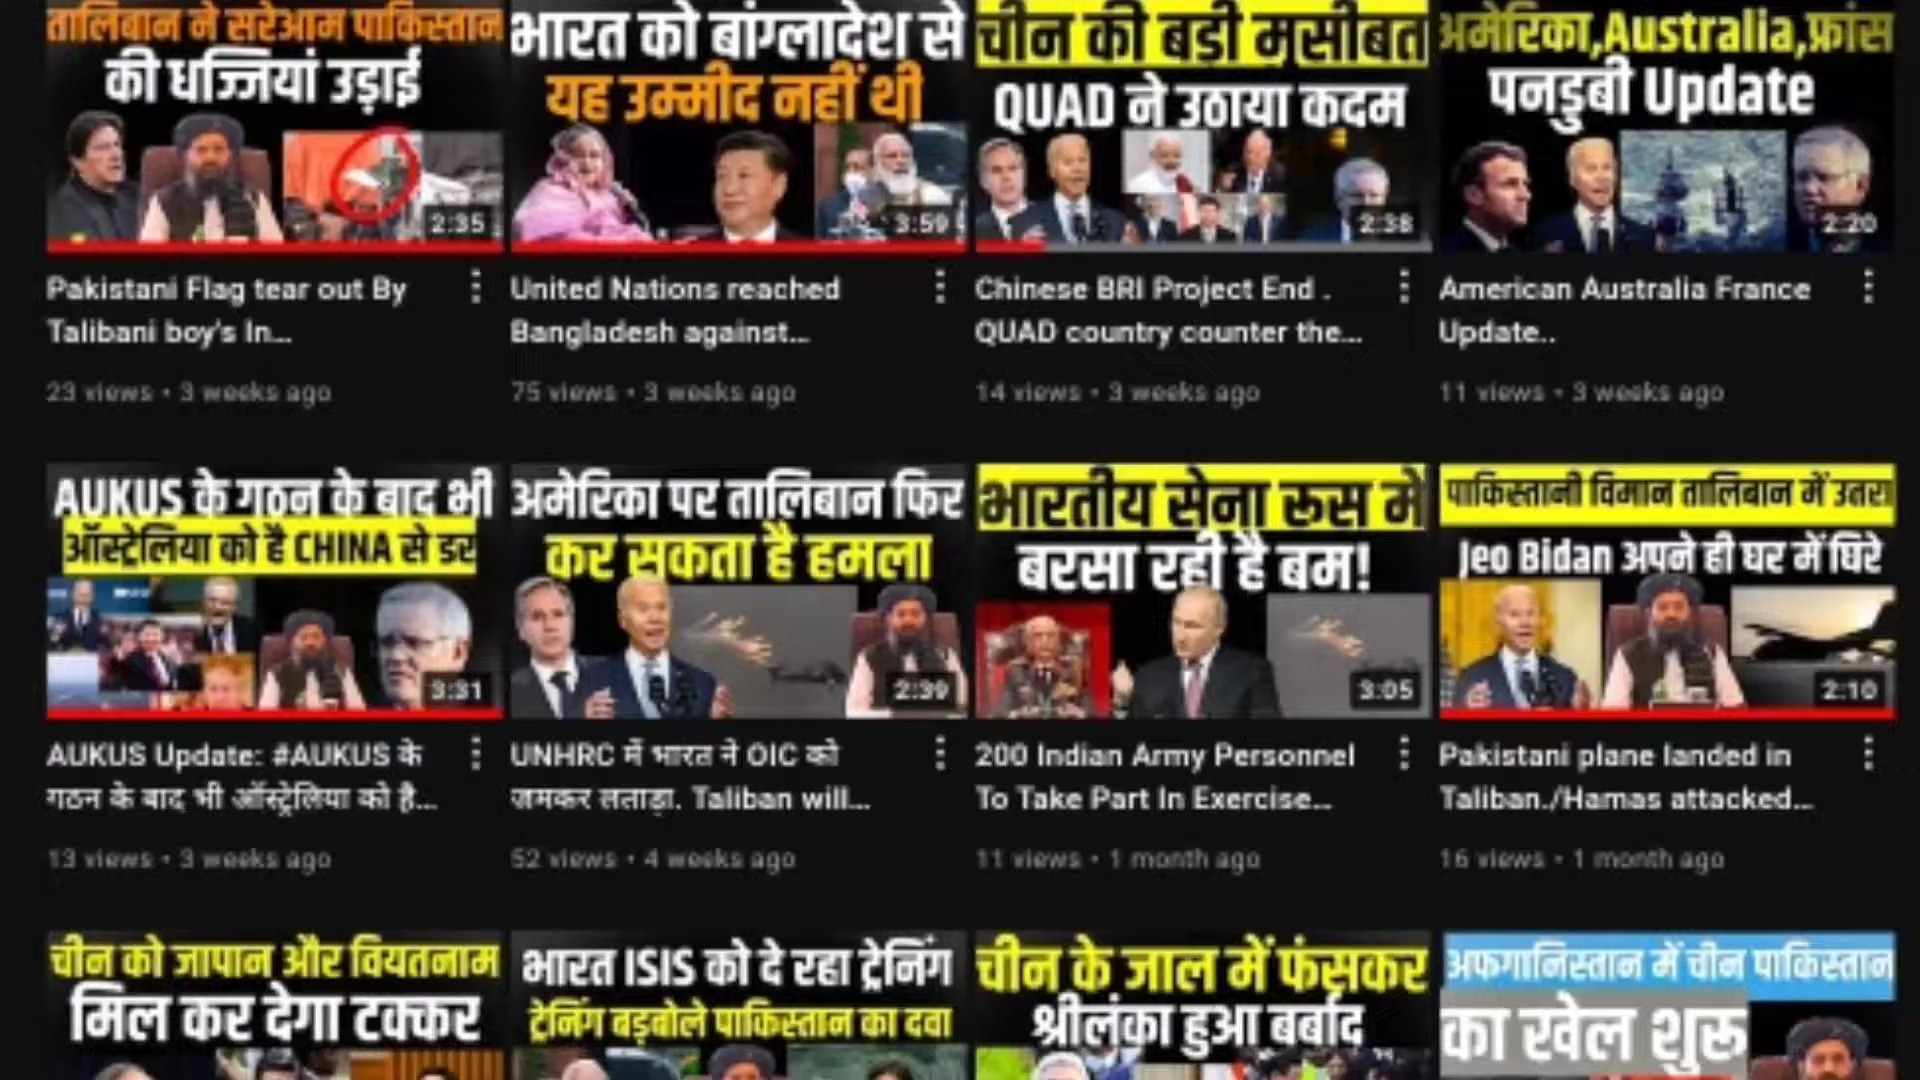 तालिबान ने सरेआम पाकिस्तान
की धज्जियां उड़ाई
2:35
Pakistani Flag tear out By
Talibani boy's In...
23 views • 3 weeks ago
भारत को बांग्लादेश से
यह उम्मीद नहीं थी
3:59
United Nations reached
Bangladesh against...
75 views • 3 weeks ago
चीन की बड़ी मुसीबत
QUAD ने उठाया कदम
2:38
Chinese BRI Project End .
QUAD country counter the...
14 views • 3 weeks ago
अमेरिका,Australia,फ्रांस
पनडुबी Update
2:20
American Australia France
Update..
11 views • 3 weeks ago
AUKUS के गठन के बाद भी
ऑस्ट्रेलिया को है CHINA से डर
3:31
AUKUS Update: #AUKUS के
गठन के बाद भी ऑस्ट्रेलिया को है...
13 views • 3 weeks ago
अमेरिका पर तालिबान फिर
कर सकता है हमला
2:39
UNHRC में भारत ने OIC को
जमकर लताड़ा. Taliban will...
52 views • 4 weeks ago
भारतीय सेना रूस में
बरसा रही है बम!
3:05
200 Indian Army Personnel
To Take Part In Exercise...
11 views • 1 month ago
पाकिस्तानी विमान तालिबान में उतरा
Jeo Bidan अपने ही घर में घिरे
2:10
Pakistani plane landed in
Taliban./Hamas attacked...
16 views • 1 month ago
चीन को जापान और वियतनाम
मिल कर देगा टक्कर
भारत ISIS को दे रहा ट्रेनिंग
ट्रेनिंग बड़बोले पाकिस्तान का दवा
चीन के जाल में फंसकर
श्रीलंका हुआ बर्बाद
अफगानिस्तान में चीन पाकिस्तान
का खेल शुरू